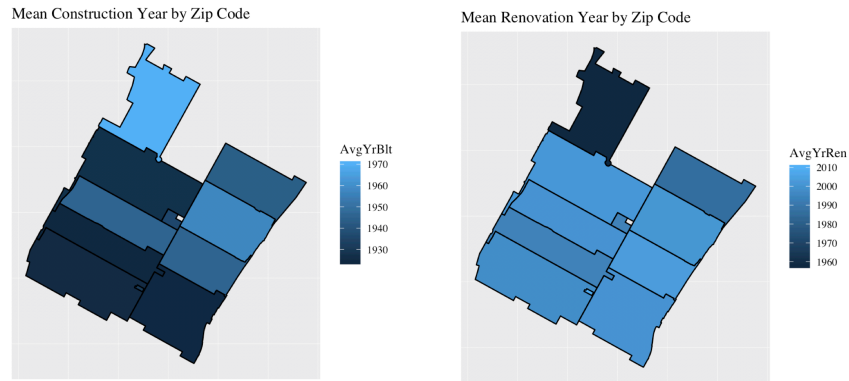 Mean Construction Year by Zip Code
AvgYrBlt
1970
1960
1950
1940
1930
Mean Renovation Year by Zip Code
AvgYrRen
2010
2000
1990
1980
1970
1960